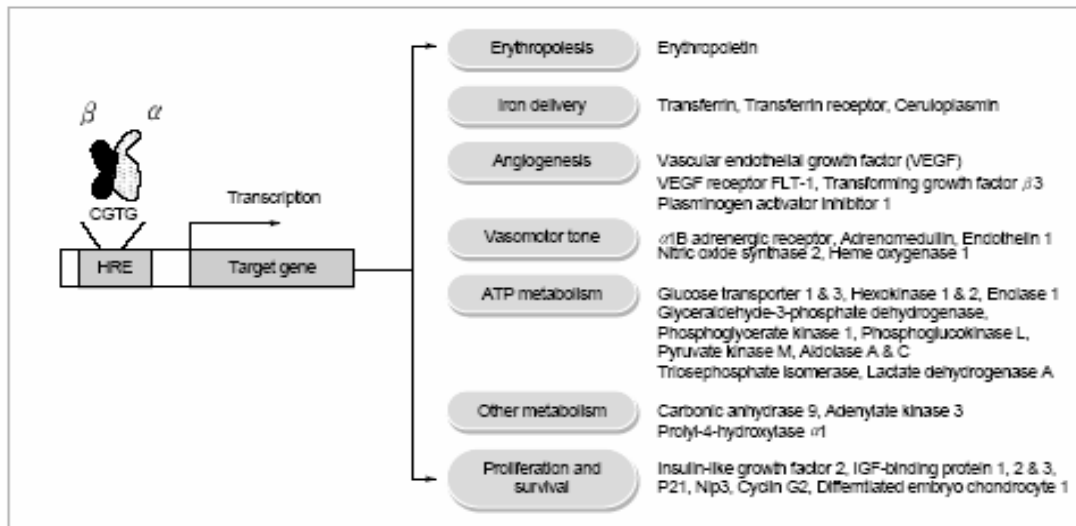 β α
CGTG
Transcription
HRE
Target gene
Erythropolesis Erythropoletin
Iron delivery Transferrin, Transferrin receptor, Ceruloplasmin
Angiogenesis Vascular endothelial growth factor (VEGF)
VEGF receptor FLT-1, Transforming growth factor β3
Plasminogen activator inhibitor 1
Vasomotor tone α1B adrenergic receptor, Adrenomedullin, Endothelin 1
Nitric oxide synthase 2, Heme oxygenase 1
ATP metabolism Glucose transporter 1 & 3, Hexokinase 1 & 2, Enolase 1
Glyceraldehyde-3-phosphate dehydrogenase,
Phosphoglycerate kinase 1, Phosphoglucokinase L,
Pyruvate kinase M, Aldolase A & C
Triosephosphate isomerase, Lactate dehydrogenase A
Other metabolism Carbonic anhydrase 9, Adenylate kinase 3
Prolyl-4-hydroxylase α1
Proliferation and Insulin-like growth factor 2, IGF-binding protein 1, 2 & 3,
survival P21, Nip3, Cyclin G2, Differntiated embryo chondrocyte 1